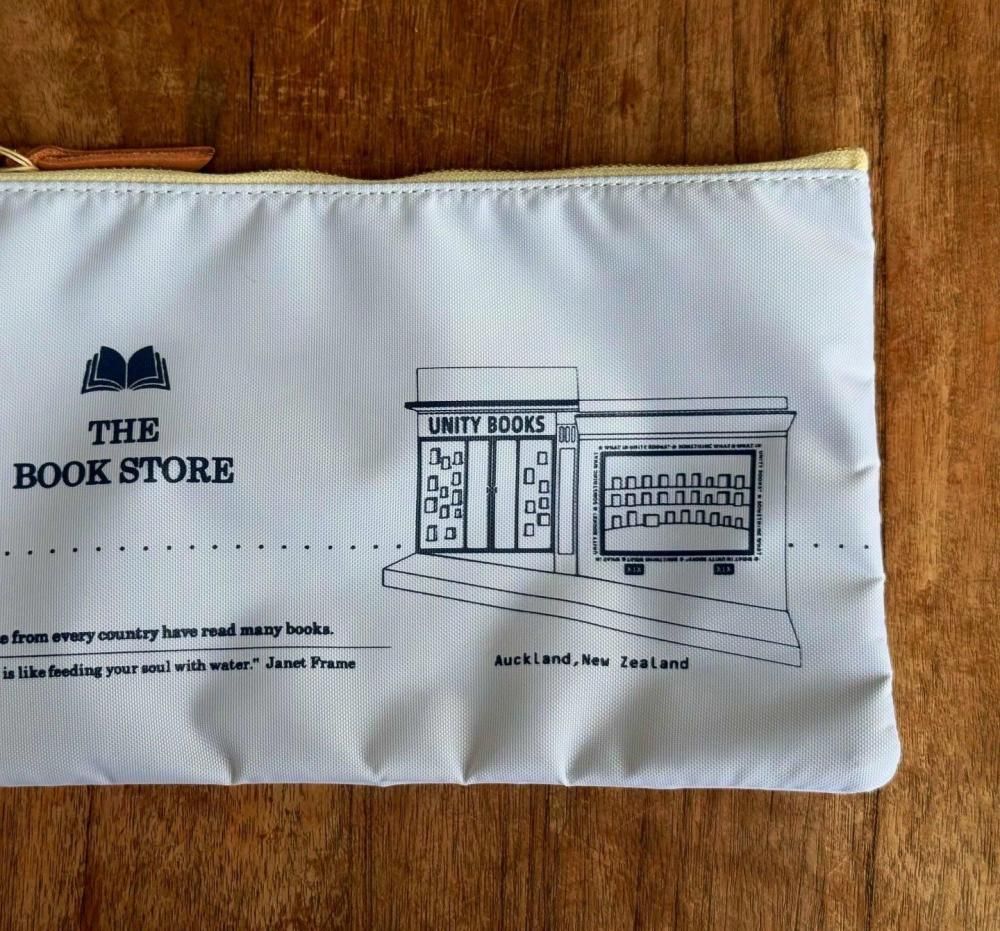 THE
BOOK STORE
e from every country have read many books.
is like feeding your soul with water." Janet Frame
UNITY BOOKS
Auckland,New Zealand